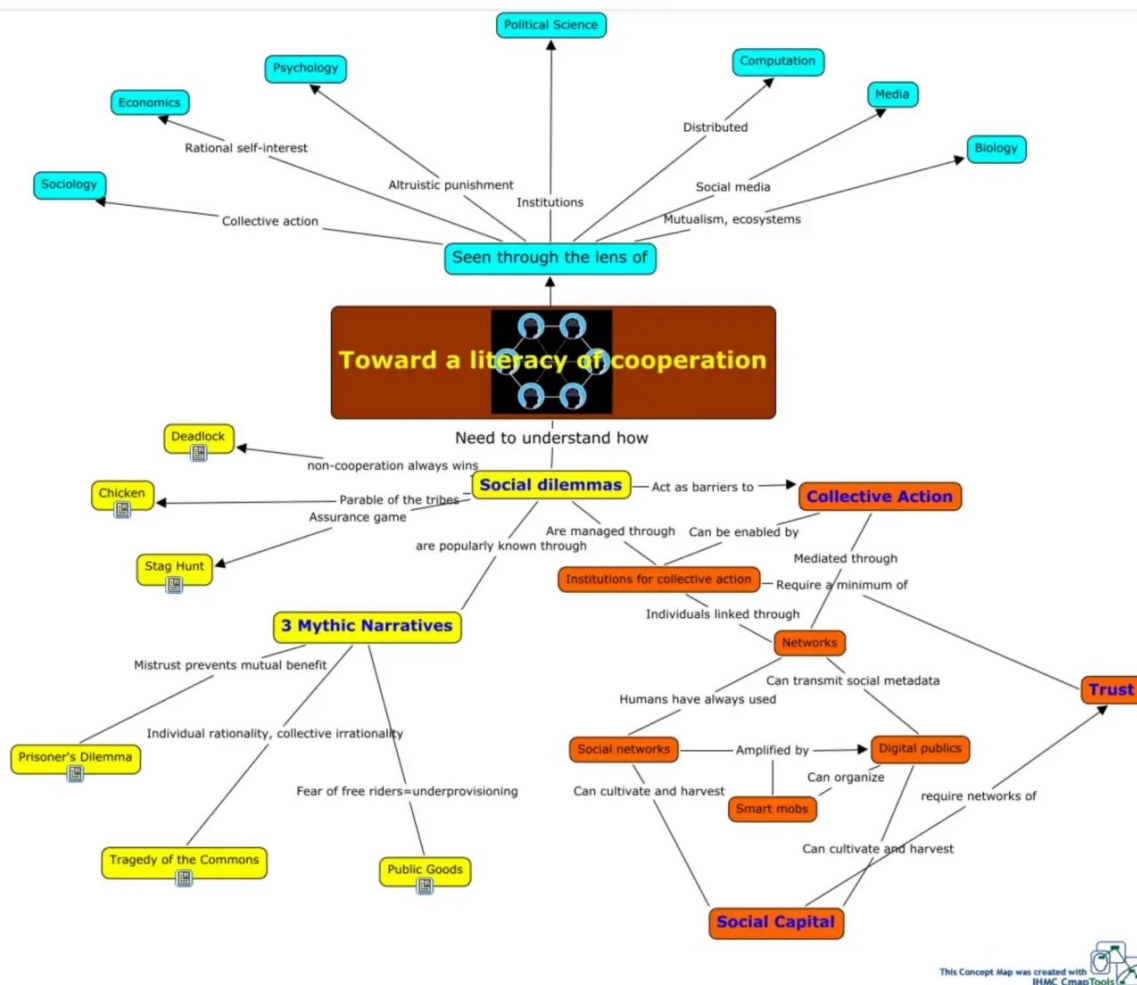 Political Science
Psychology
Computation
Economics
Media
Distributed
Rational self-interest
Biology
Sociology
Altruistic punishment
Social media
Institutions
Collective action
Mutualism, ecosystems
Seen through the lens of
Toward a literacy of cooperation
Need to understand how
Deadlock
non-cooperation always wins
Social dilemmas
Act as barriers to
Collective Action
Chicken
Parable of the tribes
Assurance game
Are managed through
Can be enabled by
are popularly known through
Mediated through
Stag Hunt
Institutions for collective action
Require a minimum of
Individuals linked through
3 Mythic Narratives
Networks
Mistrust prevents mutual benefit
Can transmit social metadata
Trust
Humans have always used
Individual rationality, collective irrationality
Social networks
Amplified by
Digital publics
Prisoner's Dilemma
Can organize
Fear of free riders=underprovisioning
Can cultivate and harvest
require networks of
Smart mobs
Can cultivate and harvest
Tragedy of the Commons
Public Goods
Social Capital
This Concept Map was created with
IHMC CmapTools